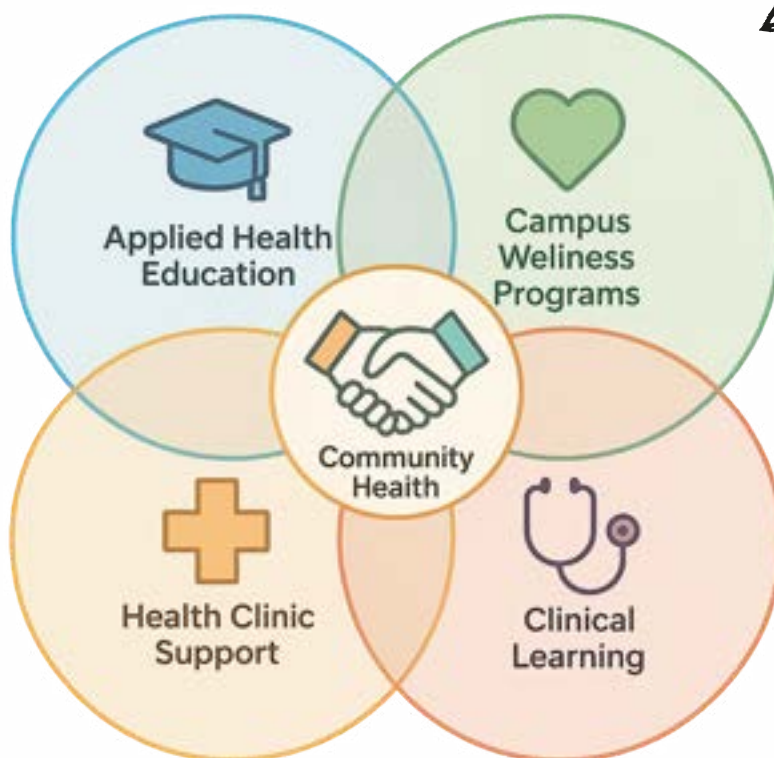 Applied Health
Education
Campus
Weliness
Programs
Community
Health
Health Clinic
Support
Clinical
Learning